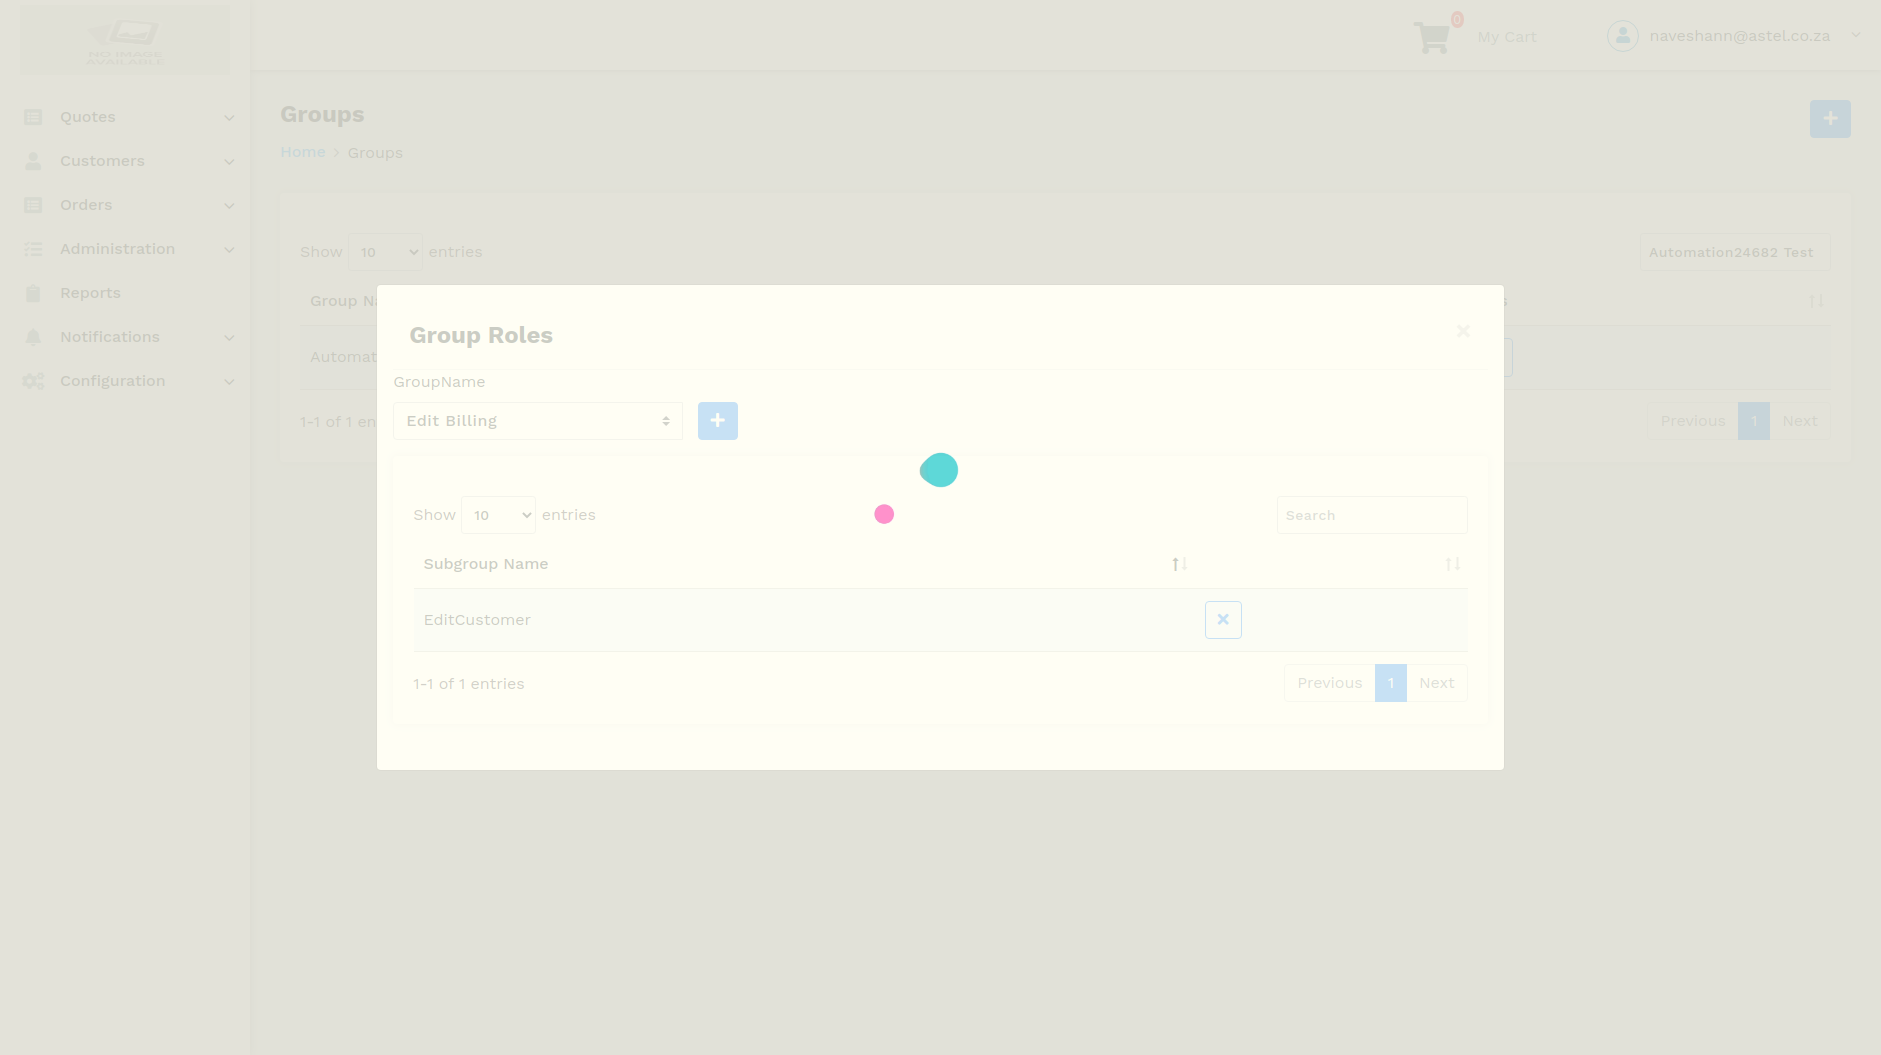 NO IMAGE
AVAILABLE
0
My Cart
naveshann@astel.co.za
Quotes
Customers
Orders
Administration
Reports
Notifications
Configuration
Groups
Home
Groups
Show 10 entries
Automation24682 Test
Group Na
s
Automat
1-1 of 1 en
Previous 1 Next
Group Roles
GroupName
Edit Billing
Show 10 entries
Search
Subgroup Name
EditCustomer
1-1 of 1 entries
Previous 1 Next